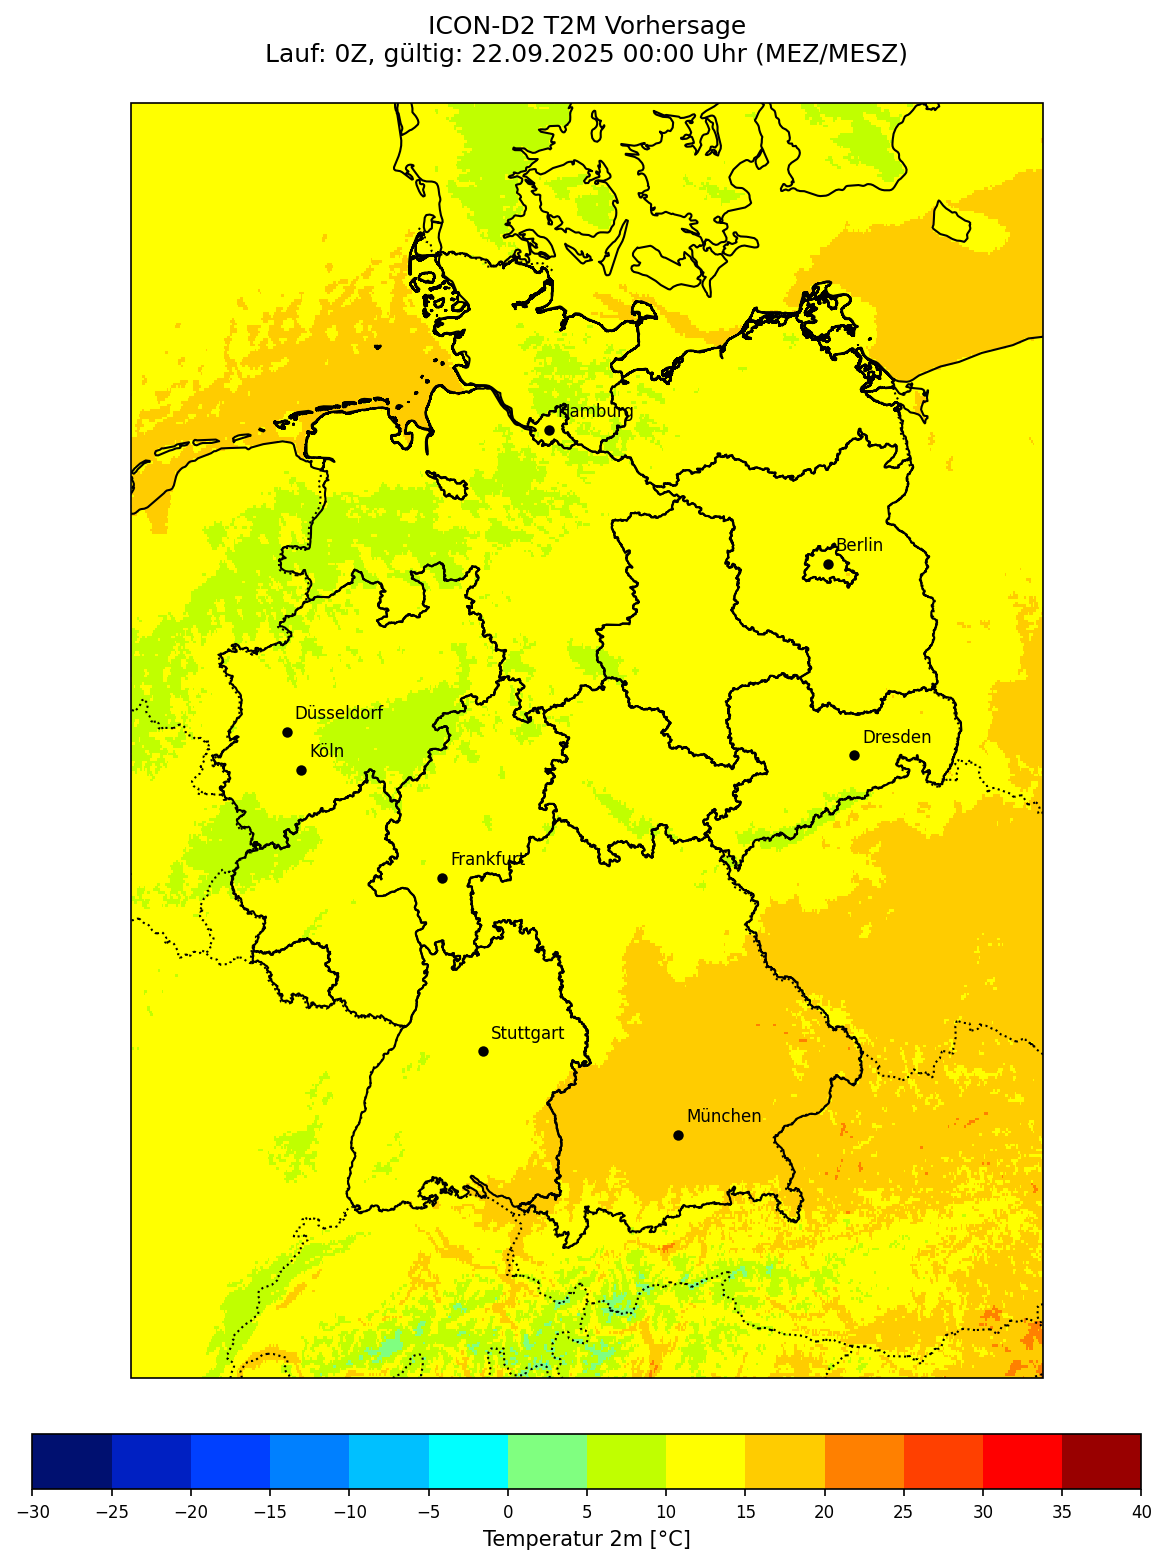 ICON-D2 T2M Vorhersage
Lauf: 0Z, gültig: 22.09.2025 00:00 Uhr (MEZ/MESZ)
Hamburg
Berlin
Düsseldorf
Dresden
Köln
Frankfurt
Stuttgart
München
−30 −25 −20 −15 −10 −5 0 5 10 15 20 25 30 35 40
Temperatur 2m [°C]